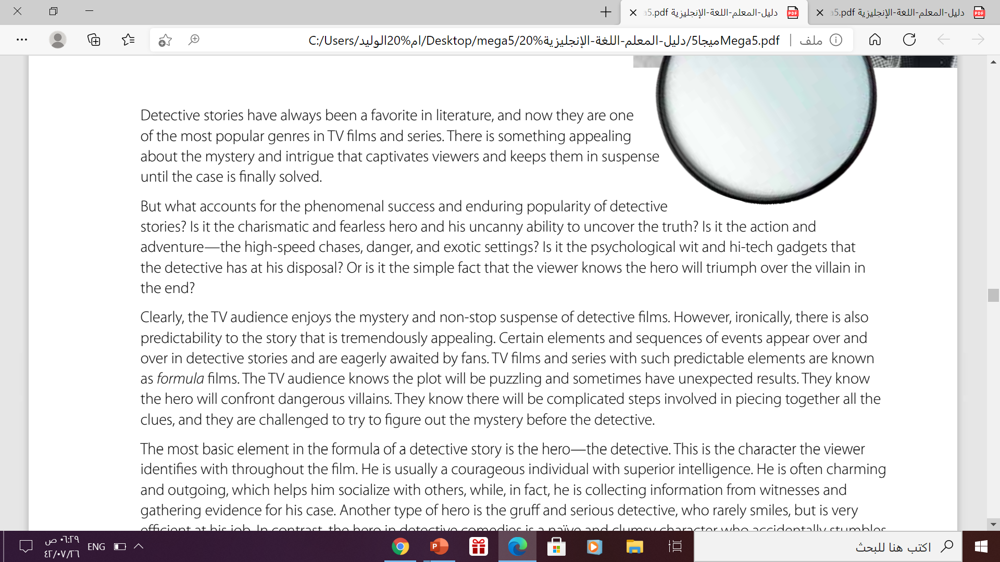 دليل-المعلم-اللغة-الإنجليزية a5.pdf
دليل-المعلم-اللغة-الإنجليزية a5.pdf
C:/Users/ام%20الوليد/Desktop/mega5/دليل-المعلم-اللغة-الإنجليزية%20ميجا5Mega5.pdf
ملف
Detective stories have always been a favorite in literature, and now they are one
of the most popular genres in TV films and series. There is something appealing
about the mystery and intrigue that captivates viewers and keeps them in suspense
until the case is finally solved.
But what accounts for the phenomenal success and enduring popularity of detective
stories? Is it the charismatic and fearless hero and his uncanny ability to uncover the truth? Is it the action and
adventure—the high-speed chases, danger, and exotic settings? Is it the psychological wit and hi-tech gadgets that
the detective has at his disposal? Or is it the simple fact that the viewer knows the hero will triumph over the villain in
the end?
Clearly, the TV audience enjoys the mystery and non-stop suspense of detective films. However, ironically, there is also
predictability to the story that is tremendously appealing. Certain elements and sequences of events appear over and
over in detective stories and are eagerly awaited by fans. TV films and series with such predictable elements are known
as formula films. The TV audience knows the plot will be puzzling and sometimes have unexpected results. They know
the hero will confront dangerous villains. They know there will be complicated steps involved in piecing together all the
clues, and they are challenged to try to figure out the mystery before the detective.
The most basic element in the formula of a detective story is the hero—the detective. This is the character the viewer
identifies with throughout the film. He is usually a courageous individual with superior intelligence. He is often charming
and outgoing, which helps him socialize with others, while, in fact, he is collecting information from witnesses and
gathering evidence for his case. Another type of hero is the gruff and serious detective, who rarely smiles, but is very
efficient at his job. In contrast, the hero in detective comedies is a naïve and clumsy character who accidentally stumbles
٠٦:٢٩ ص
٤٢/٠٧/٢٦
ENG
اكتب هنا للبحث